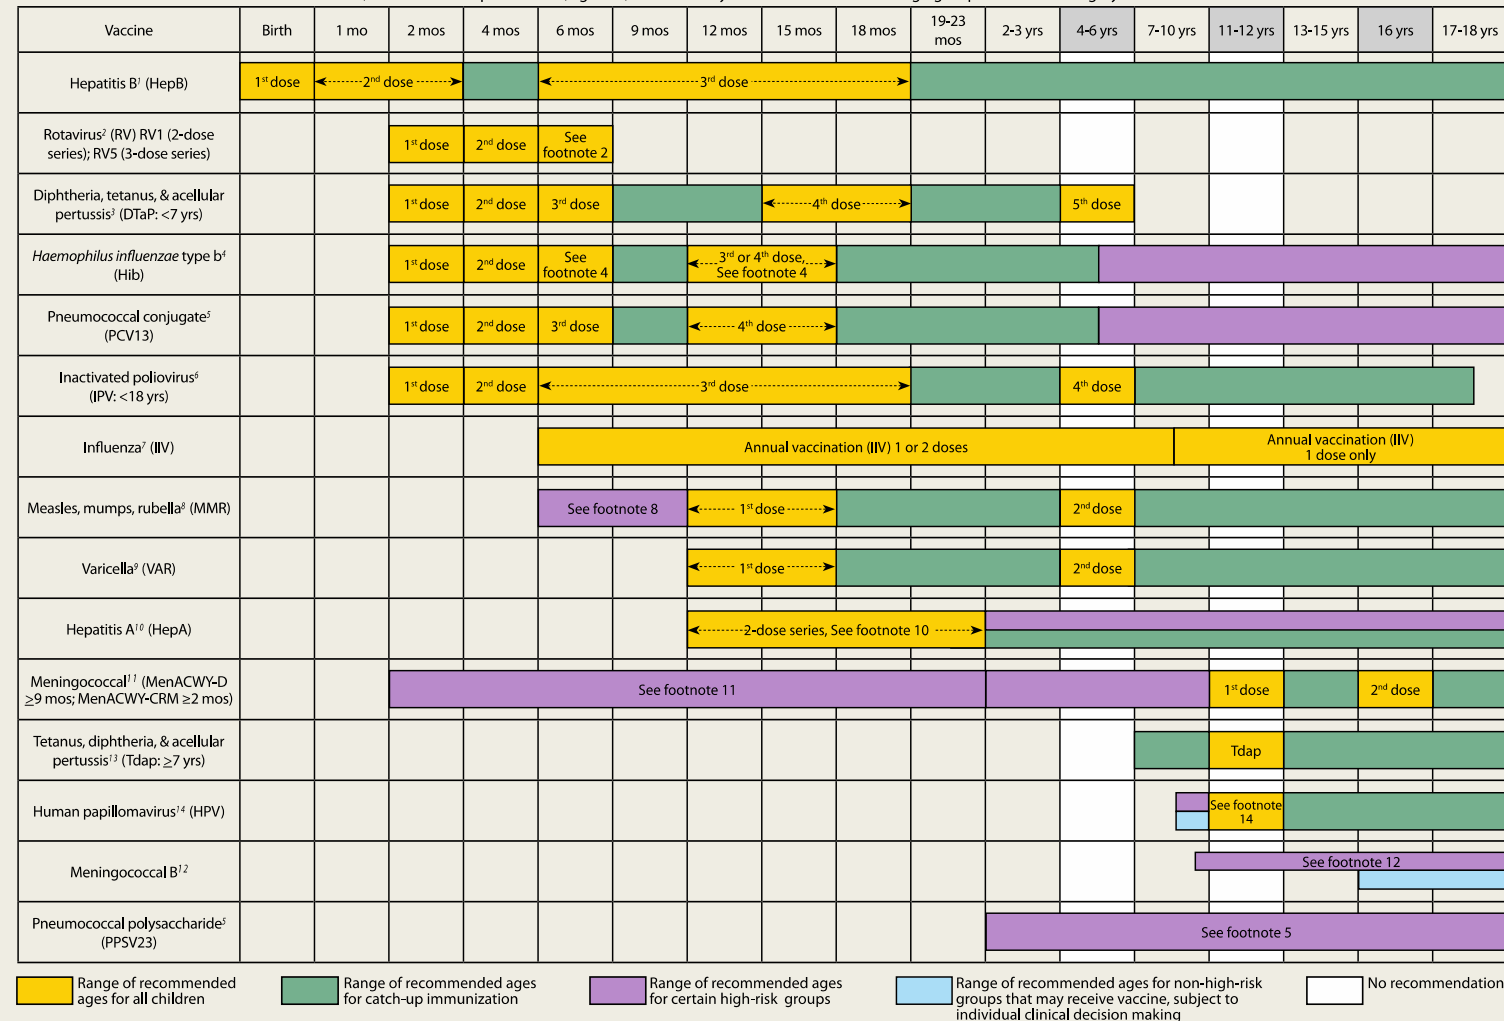 Vaccine Birth 1 mo 2 mos 4 mos 6 mos 9 mos 12 mos 15 mos 18 mos 19-23 mos 2-3 yrs 4-6 yrs 7-10 yrs 11-12 yrs 13-15 yrs 16 yrs 17-18 yrs
Hepatitis B1 (HepB)
1st dose 2nd dose 3rd dose
Rotavirus2 (RV) RV1 (2-dose
series); RV5 (3-dose series)
1st dose 2nd dose See
footnote 2
Diphtheria, tetanus, & acellular
pertussis3 (DTaP: <7 yrs)
1st dose 2nd dose 3rd dose 4th dose 5th dose
Haemophilus influenzae type b4
(Hib)
1st dose 2nd dose See
footnote 4
3rd or 4th dose,
See footnote 4
Pneumococcal conjugate5
(PCV13)
1st dose 2nd dose 3rd dose 4th dose
Inactivated poliovirus6
(IPV: <18 yrs)
1st dose 2nd dose 3rd dose 4th dose
Influenza7 (IIV)
Annual vaccination (IIV) 1 or 2 doses
Annual vaccination (IIV)
1 dose only
Measles, mumps, rubella8 (MMR)
See footnote 8 1st dose 2nd dose
Varicella9 (VAR)
1st dose 2nd dose
Hepatitis A10 (HepA)
2-dose series, See footnote 10
Meningococcal11 (MenACWY-D
≥9 mos; MenACWY-CRM ≥2 mos)
See footnote 11 1st dose 2nd dose
Tetanus, diphtheria, & acellular
pertussis13 (Tdap: ≥7 yrs)
Tdap
Human papillomavirus14 (HPV)
See footnote
14
Meningococcal B12
See footnote 12
Pneumococcal polysaccharide5
(PPSV23)
See footnote 5
Range of recommended
ages for all children
Range of recommended ages
for catch-up immunization
Range of recommended ages
for certain high-risk groups
Range of recommended ages for non-high-risk
groups that may receive vaccine, subject to
individual clinical decision making
No recommendation